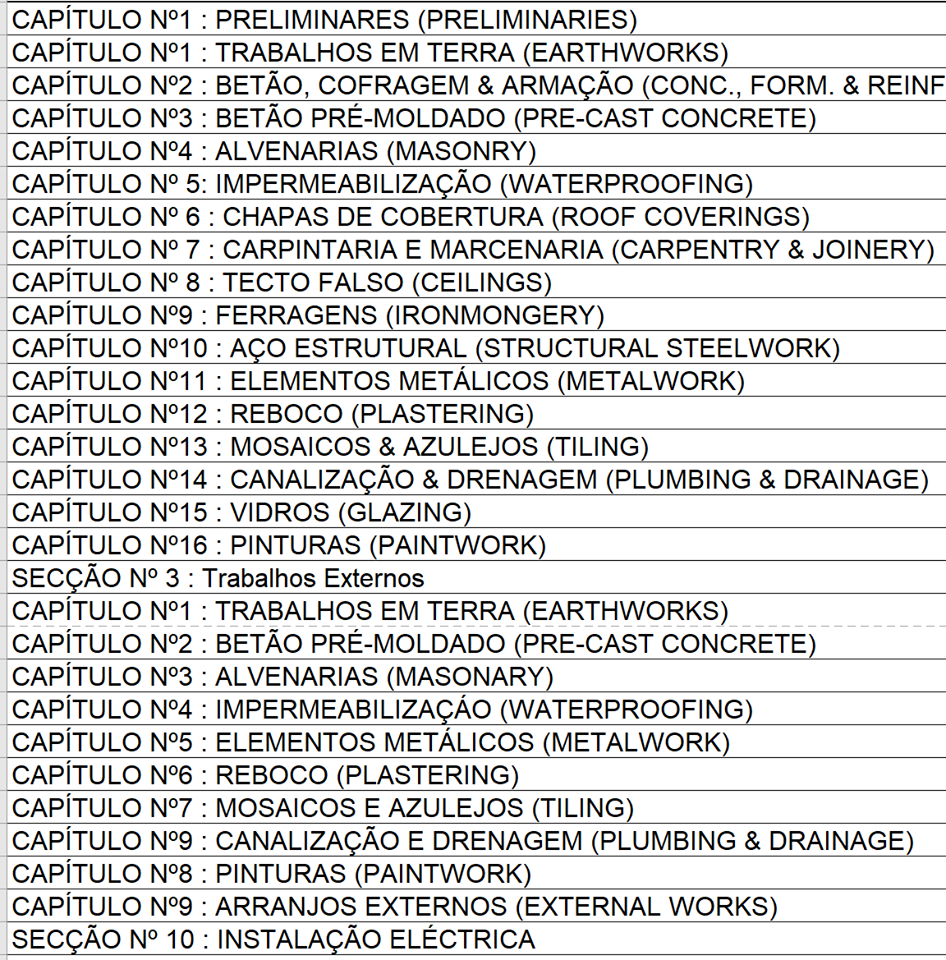 CAPÍTULO Nº1 : PRELIMINARES (PRELIMINARIES)
CAPÍTULO Nº1 : TRABALHOS EM TERRA (EARTHWORKS)
CAPÍTULO Nº2 : BETÃO, COFRAGEM & ARMAÇÃO (CONC., FORM. & REINF
CAPÍTULO Nº3 : BETÃO PRÉ-MOLDADO (PRE-CAST CONCRETE)
CAPÍTULO Nº4 : ALVENARIAS (MASONRY)
CAPÍTULO Nº 5: IMPERMEABILIZAÇÃO (WATERPROOFING)
CAPÍTULO Nº 6 : CHAPAS DE COBERTURA (ROOF COVERINGS)
CAPÍTULO Nº 7 : CARPINTARIA E MARCENARIA (CARPENTRY & JOINERY)
CAPÍTULO Nº 8 : TECTO FALSO (CEILINGS)
CAPÍTULO Nº9 : FERRAGENS (IRONMONGERY)
CAPÍTULO Nº10 : AÇO ESTRUTURAL (STRUCTURAL STEELWORK)
CAPÍTULO Nº11 : ELEMENTOS METÁLICOS (METALWORK)
CAPÍTULO Nº12 : REBOCO (PLASTERING)
CAPÍTULO Nº13 : MOSAICOS & AZULEJOS (TILING)
CAPÍTULO Nº14 : CANALIZAÇÃO & DRENAGEM (PLUMBING & DRAINAGE)
CAPÍTULO Nº15 : VIDROS (GLAZING)
CAPÍTULO Nº16 : PINTURAS (PAINTWORK)
SECÇÃO Nº 3 : Trabalhos Externos
CAPÍTULO Nº1 : TRABALHOS EM TERRA (EARTHWORKS)
CAPÍTULO Nº2 : BETÃO PRÉ-MOLDADO (PRE-CAST CONCRETE)
CAPÍTULO Nº3 : ALVENARIAS (MASONARY)
CAPÍTULO Nº4 : IMPERMEABILIZAÇÁO (WATERPROOFING)
CAPÍTULO Nº5 : ELEMENTOS METÁLICOS (METALWORK)
CAPÍTULO Nº6 : REBOCO (PLASTERING)
CAPÍTULO Nº7 : MOSAICOS E AZULEJOS (TILING)
CAPÍTULO Nº9 : CANALIZAÇÃO E DRENAGEM (PLUMBING & DRAINAGE)
CAPÍTULO Nº8 : PINTURAS (PAINTWORK)
CAPÍTULO Nº9 : ARRANJOS EXTERNOS (EXTERNAL WORKS)
SECÇÃO Nº 10 : INSTALAÇÃO ELÉCTRICA